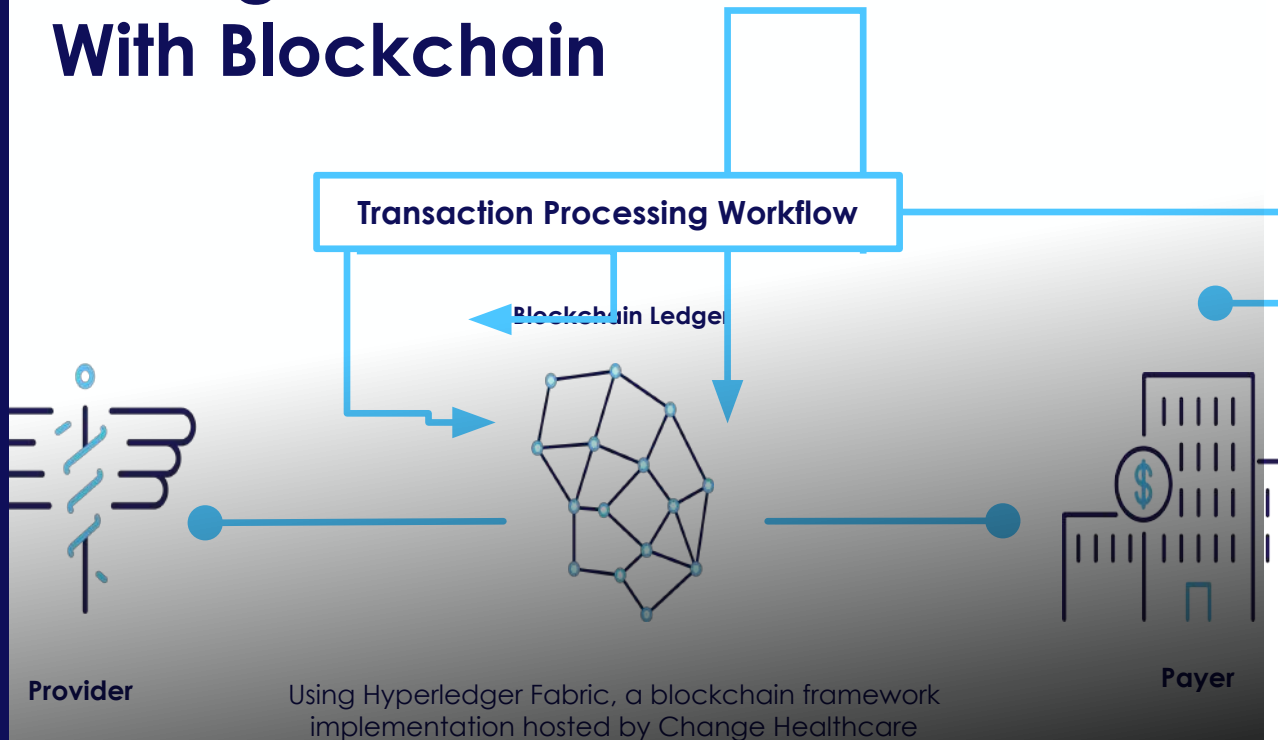 With Blockchain
Transaction Processing Workflow
Blockchain Ledger
$
Provider
Payer
Using Hyperledger Fabric, a blockchain framework
implementation hosted by Change Healthcare